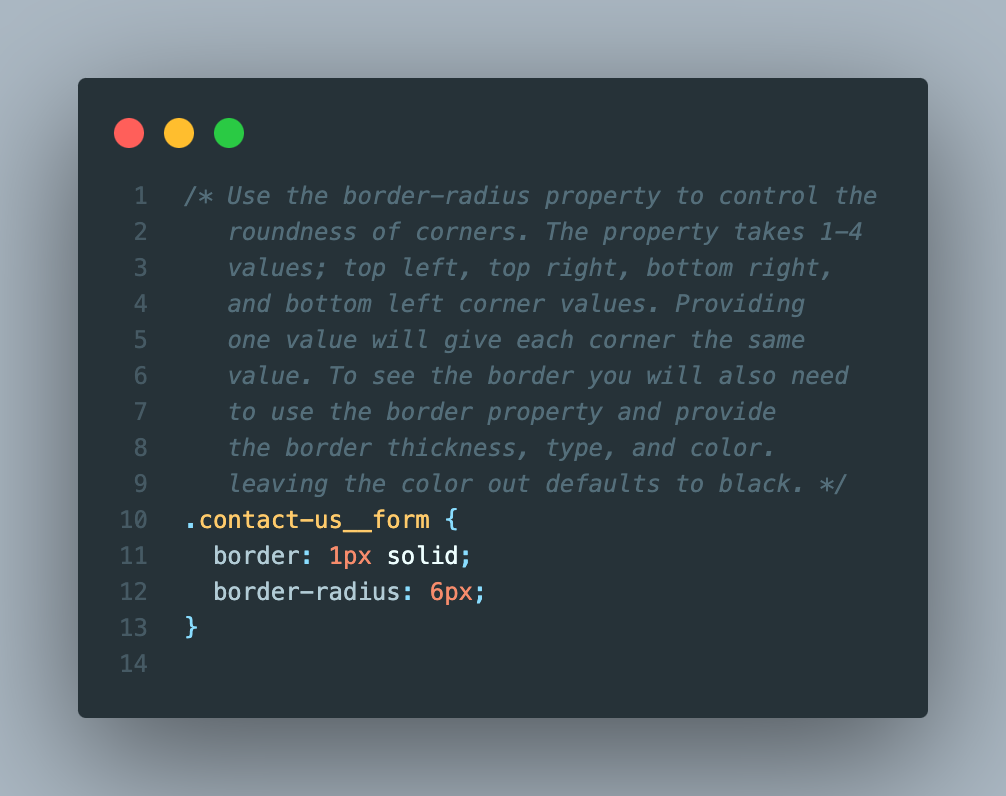 1 /* Use the border-radius property to control the
2 roundness of corners. The property takes 1-4
3 values; top left, top right, bottom right,
4 and bottom left corner values. Providing
5 one value will give each corner the same
6 value. To see the border you will also need
7 to use the border property and provide
8 the border thickness, type, and color.
9 leaving the color out defaults to black. */
10 .contact-us__form {
11 border: 1px solid;
12 border-radius: 6px;
13 }
14